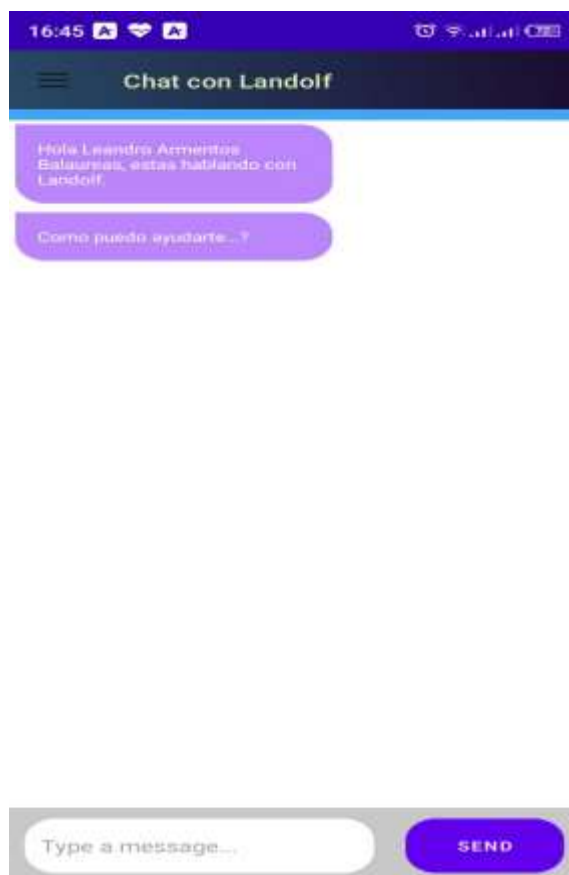 16:45
Chat con Landolf
Hola Leandro Armentos
Balaureas, estas hablando con
Landolf.
Como puedo ayudarte...?
Type a message...
SEND